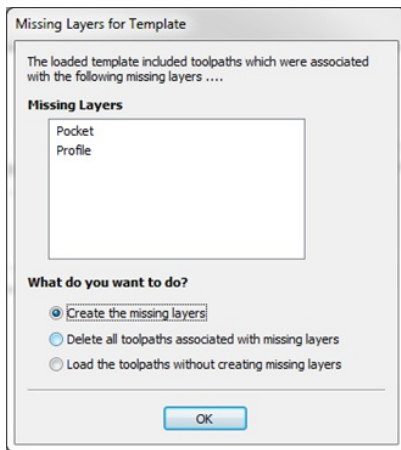 Missing Layers for Template
The loaded template included toolpaths which were associated
with the following missing layers ....
Missing Layers
Pocket
Profile
What do you want to do?
Create the missing layers
Delete all toolpaths associated with missing layers
Load the toolpaths without creating missing layers
OK